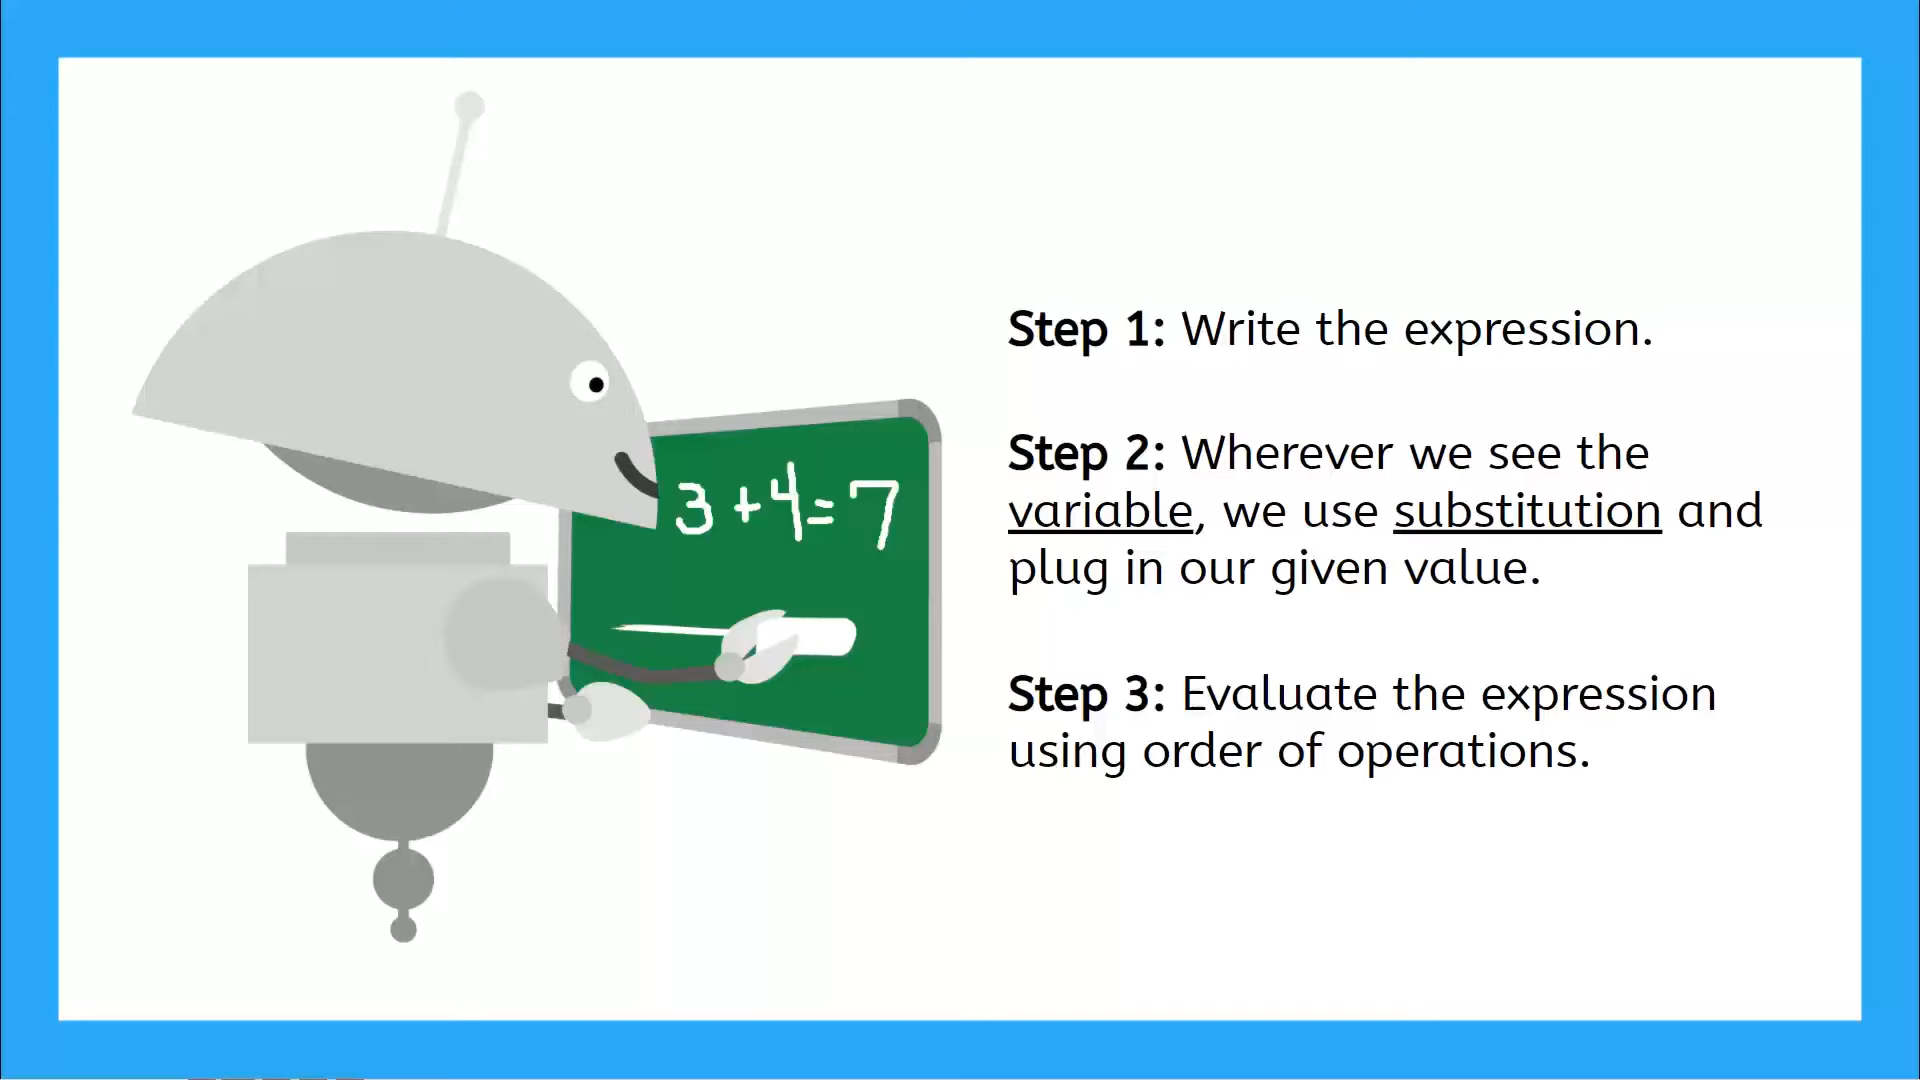 Step 1: Write the expression.
3+4=7
Step 2: Wherever we see the
variable, we use substitution and
plug in our given value.
Step 3: Evaluate the expression
using order of operations.